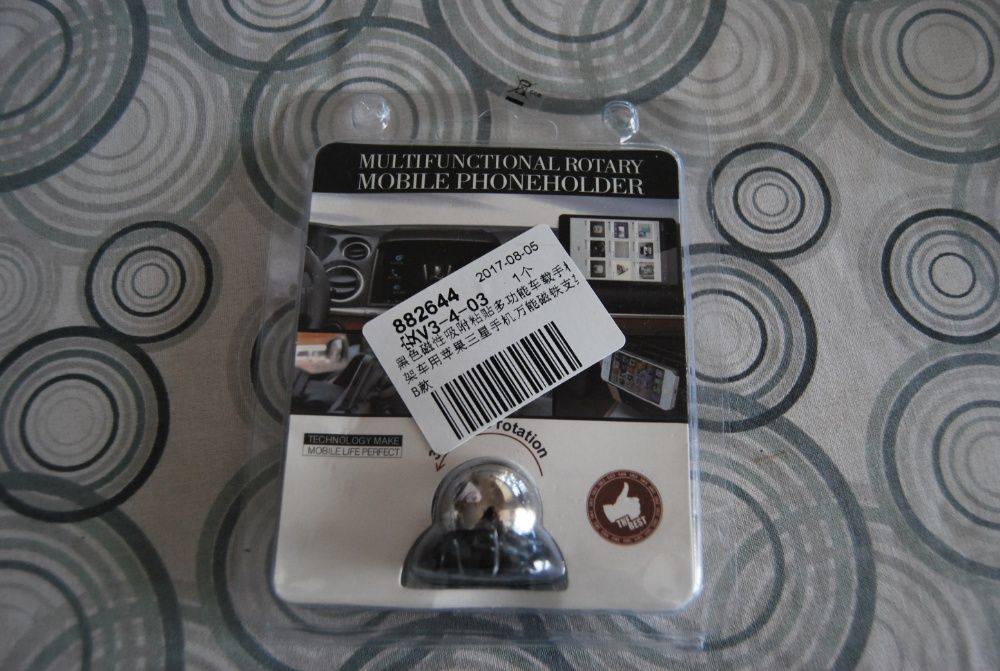 MULTIFUNCTIONAL ROTARY
MOBILE PHONEHOLDER
882644 2017-08-05
XV3-4-03 1个
黑色磁性吸附粘贴多功能车载手
架车用苹果三星手机万能磁铁支
B款
rotation
TECHNOLOGY MAKE
MOBILE LIFE PERFECT
THE BEST